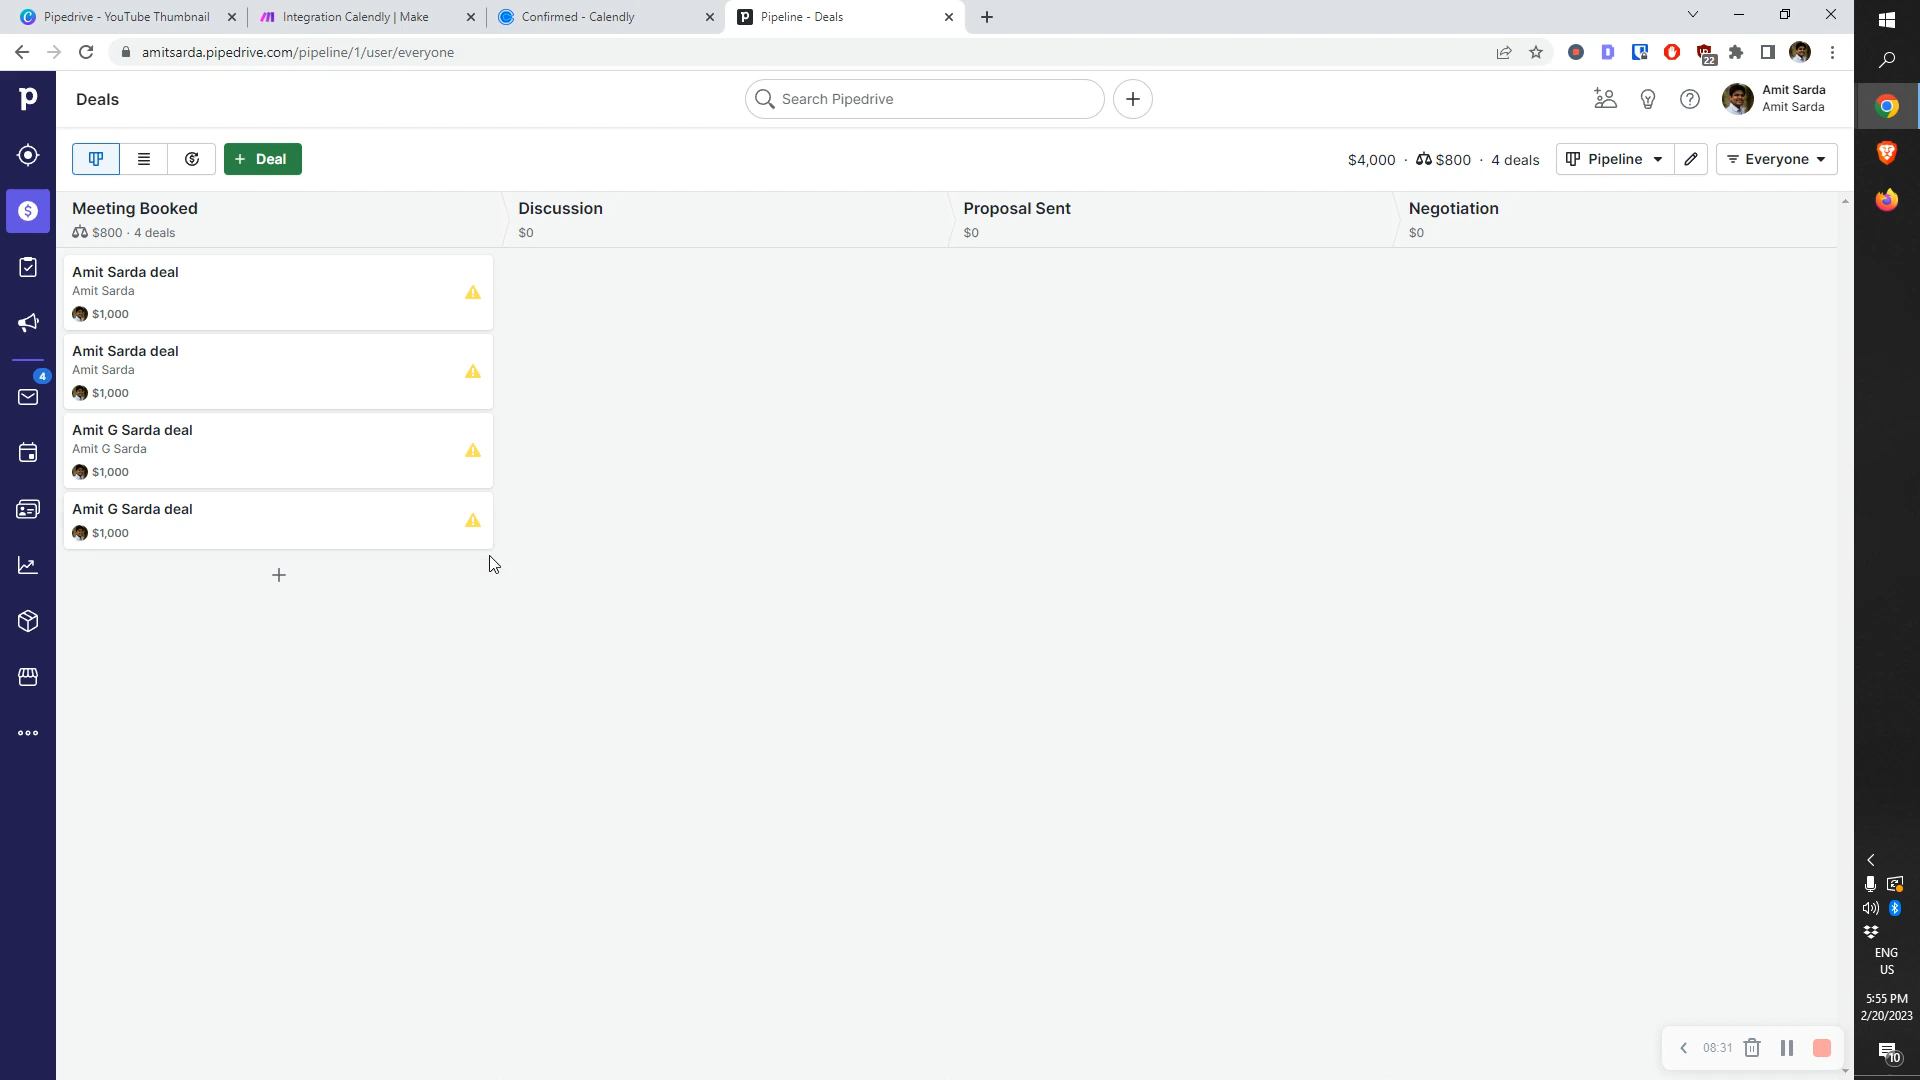 Pipedrive - YouTube Thumbnail
Integration Calendly | Make
Confirmed - Calendly
Pipeline - Deals
amitsarda.pipedrive.com/pipeline/1/user/everyone
22
Deals
Search Pipedrive
Amit Sarda
Amit Sarda
+ Deal
$4,000 · $800 · 4 deals
Pipeline
Everyone
Meeting Booked
$800 · 4 deals
Discussion
$0
Proposal Sent
$0
Negotiation
$0
Amit Sarda deal
Amit Sarda
$1,000
Amit Sarda deal
Amit Sarda
$1,000
Amit G Sarda deal
Amit G Sarda
$1,000
Amit G Sarda deal
$1,000
4
ENG
US
5:55 PM
2/20/2023
08:31
10